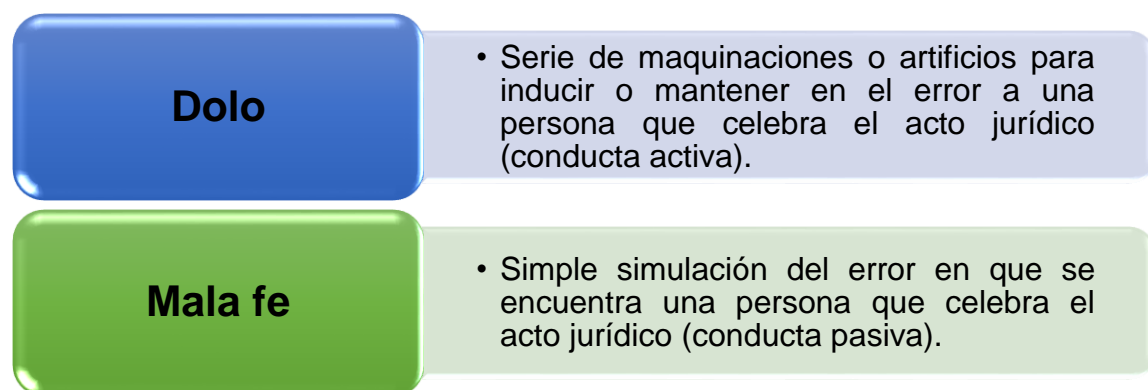 Dolo
• Serie de maquinaciones o artificios para
inducir o mantener en el error a una
persona que celebra el acto jurídico
(conducta activa).
Mala fe
• Simple simulación del error en que se
encuentra una persona que celebra el
acto jurídico (conducta pasiva).